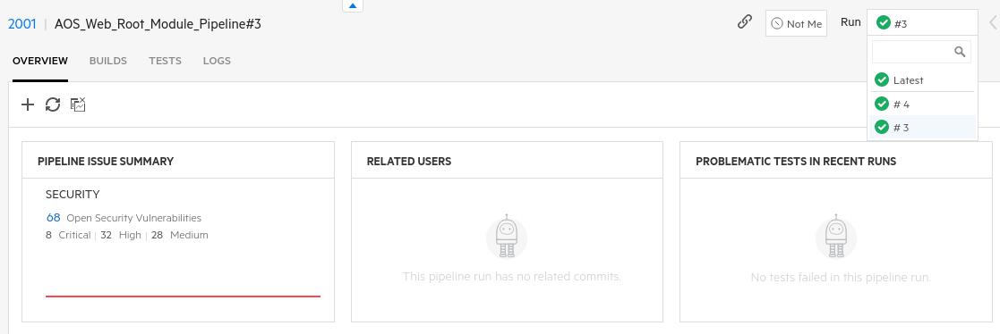 2001 | AOS_Web_Root_Module_Pipeline#3
Not Me
Run
#3
OVERVIEW BUILDS TESTS LOGS
Latest
# 4
# 3
PIPELINE ISSUE SUMMARY
SECURITY
68 Open Security Vulnerabilities
8 Critical | 32 High | 28 Medium
RELATED USERS
This pipeline run has no related commits.
PROBLEMATIC TESTS IN RECENT RUNS
No tests failed in this pipeline run.